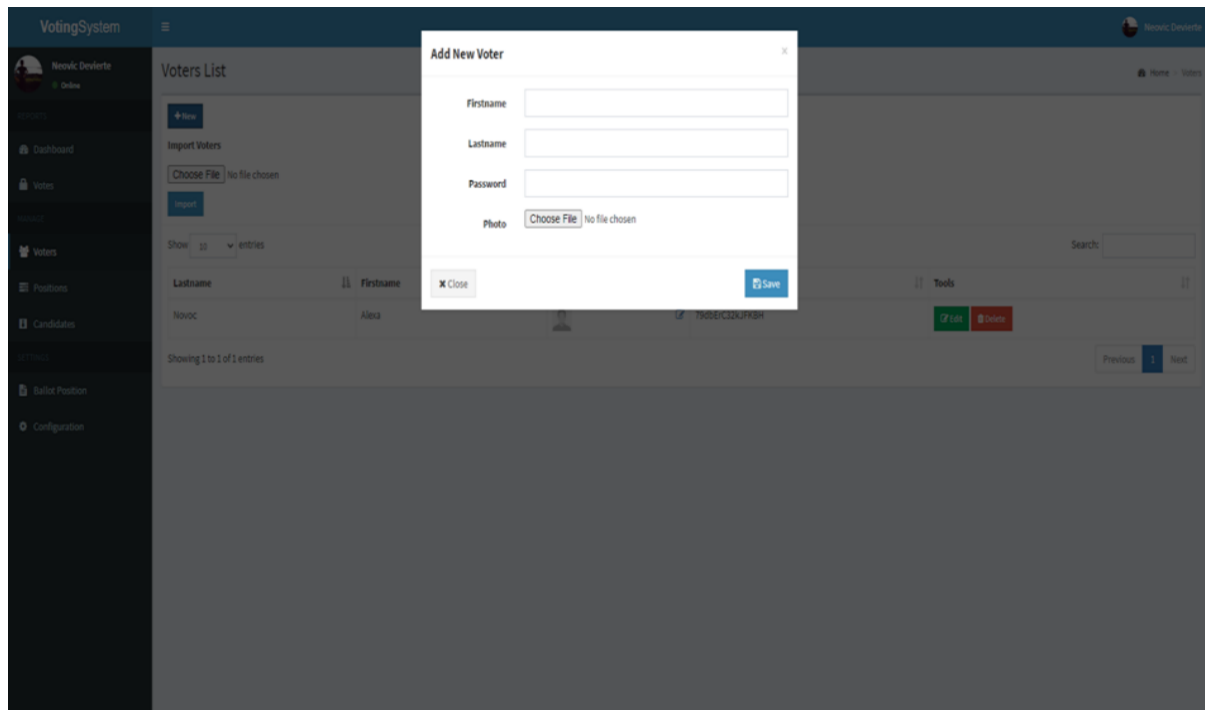 VotingSystem
Neovic Devierte
Neovic Devierte
Online
Voters List
Home
Voters
REPORTS
Dashboard
Votes
MANAGE
Voters
Positions
Candidates
SETTINGS
Ballot Position
Configuration
+New
Import Voters
Choose File No file chosen
Import
Show 10 entries
Search:
Lastname Firstname Tools
Novoc Alexa Edit Delete
Showing 1 to 1 of 1 entries
Previous 1 Next
Add New Voter
×
Firstname
Lastname
Password
Photo Choose File No file chosen
Close Save